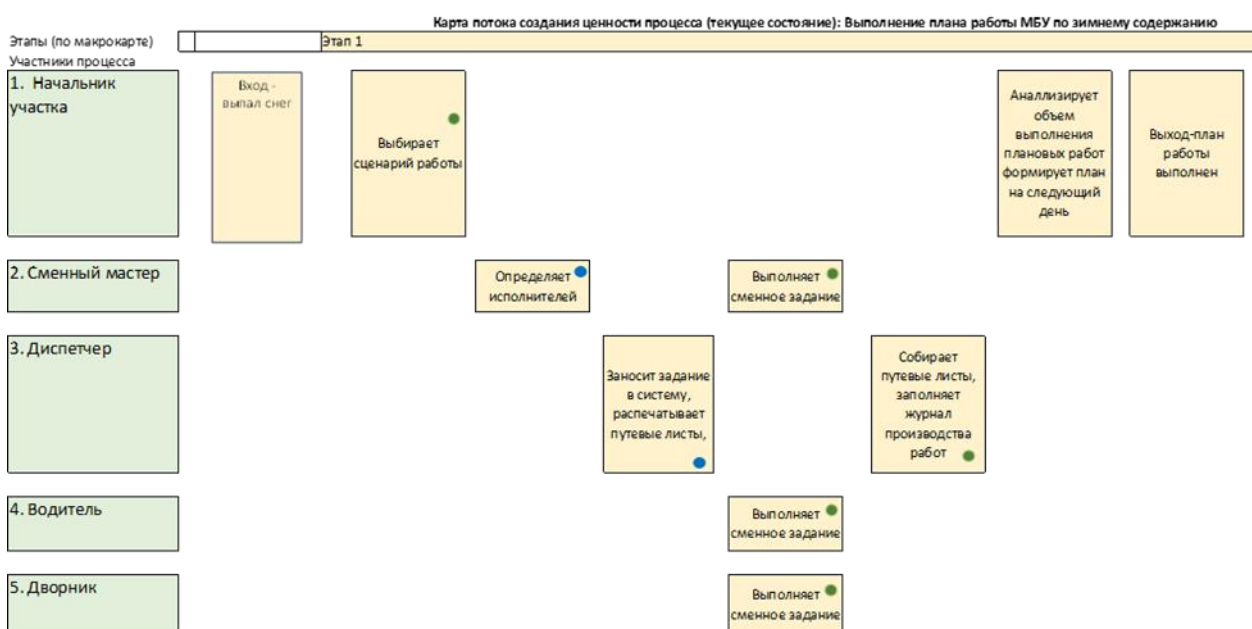 Карта потока создания ценности процесса (текущее состояние): Выполнение плана работы МБУ по зимнему содержанию
Этапы (по макрокарте)
Этап 1
Участники процесса
1. Начальник
участка
Вход -
выпал снег
Выбирает
сценарий работы
Аналлизирует
объем
выполнения
плановых работ
формирует план
на следующий
день
Выход-план
работы
выполнен
2. Сменный мастер
Определяет
исполнителей
Выполняет
сменное задание
3. Диспетчер
Заносит задание
в систему,
распечатывает
путевые листы,
Собирает
путевые листы,
заполняет
журнал
производства
работ
4. Водитель
Выполняет
сменное задание
5. Дворник
Выполняет
сменное задание